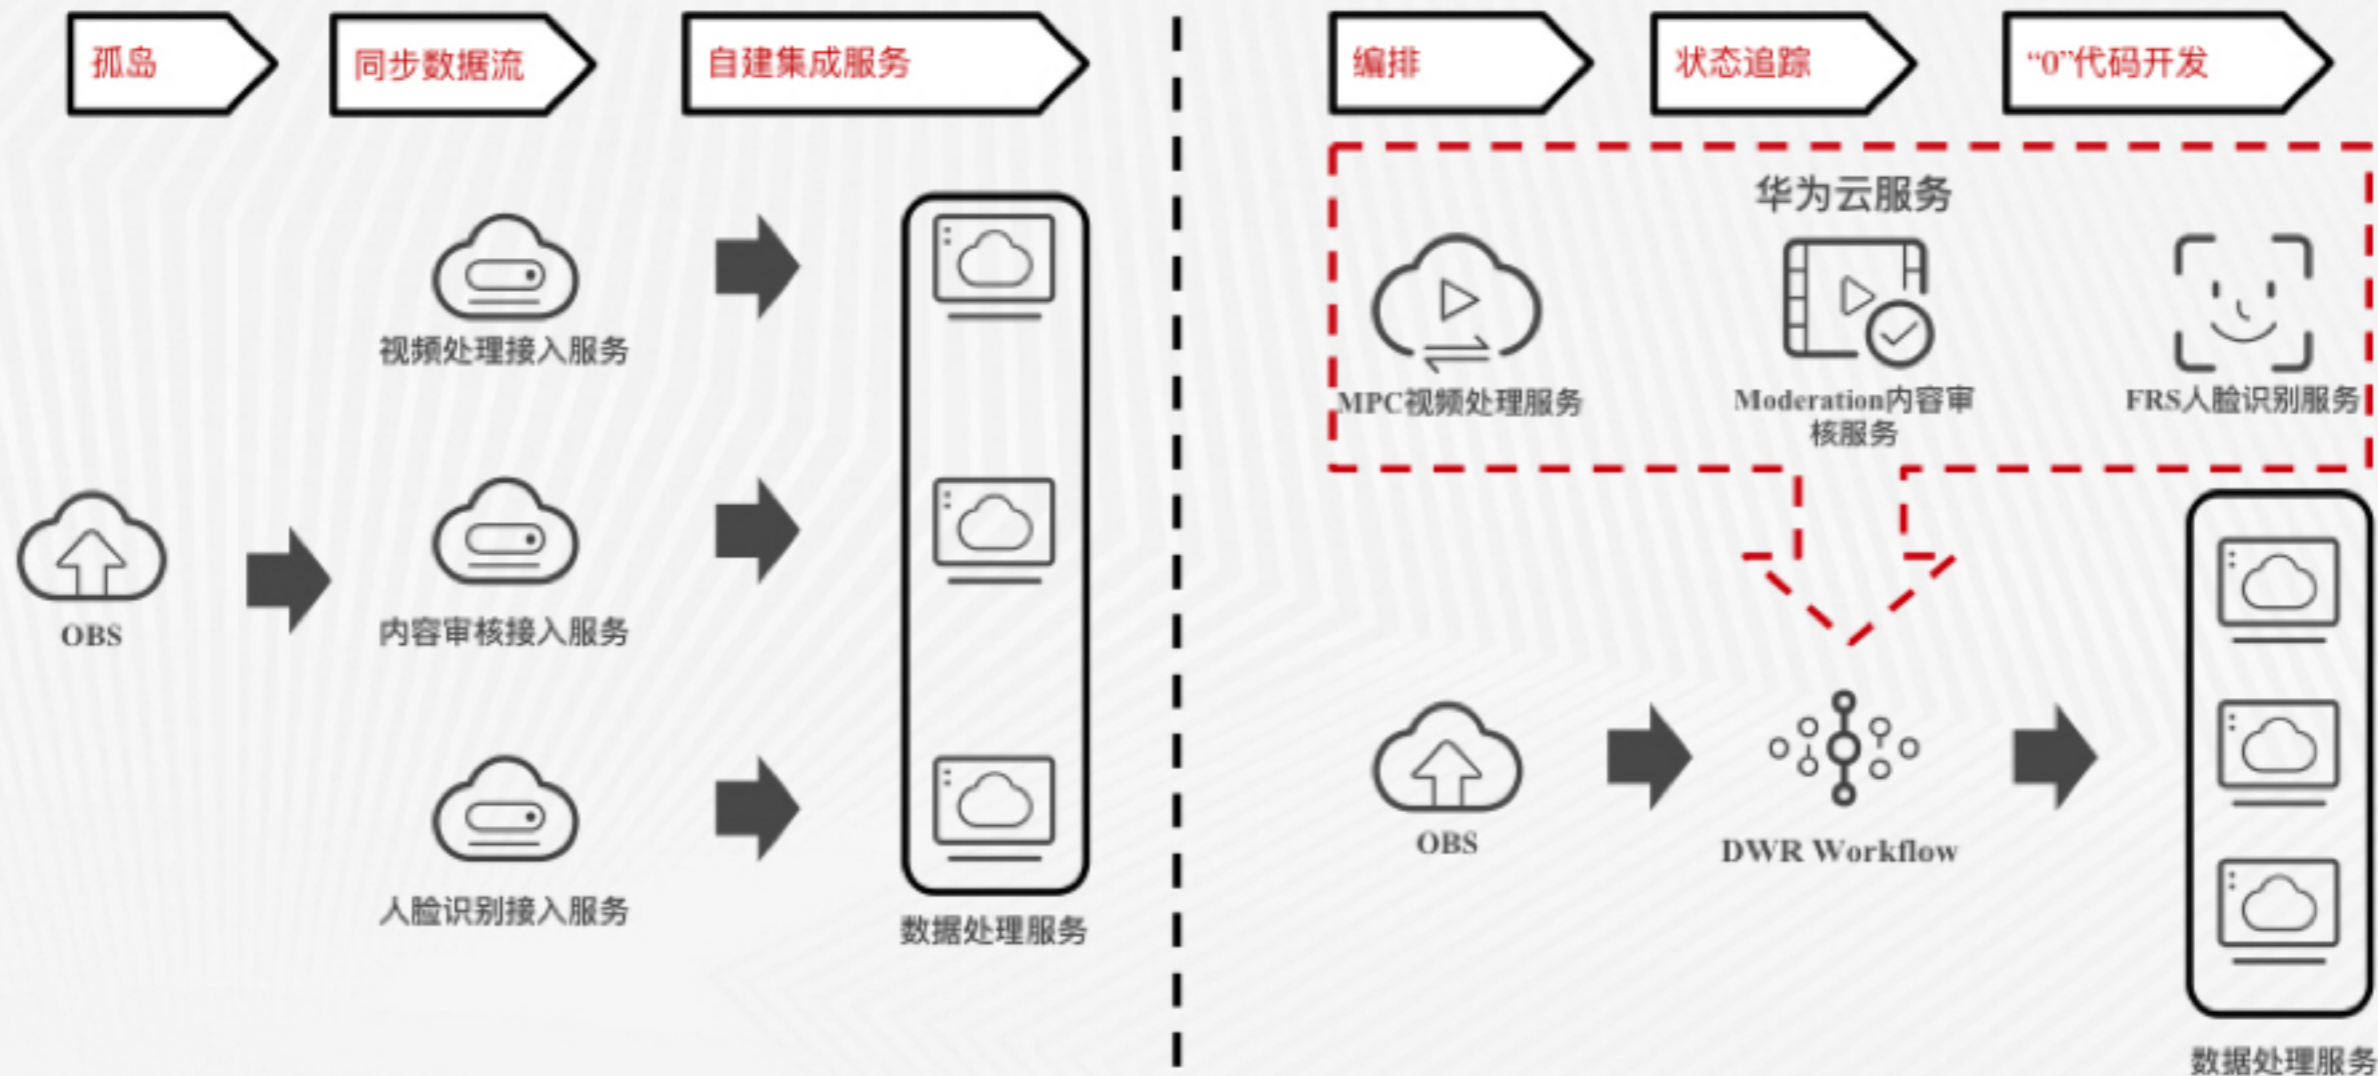 孤岛
同步数据流
自建集成服务
视频处理接入服务
OBS
内容审核接入服务
人脸识别接入服务
数据处理服务
编排
状态追踪
“0”代码开发
华为云服务
MPC视频处理服务
Moderation内容审
核服务
FRS人脸识别服务
OBS
DWR Workflow
数据处理服务